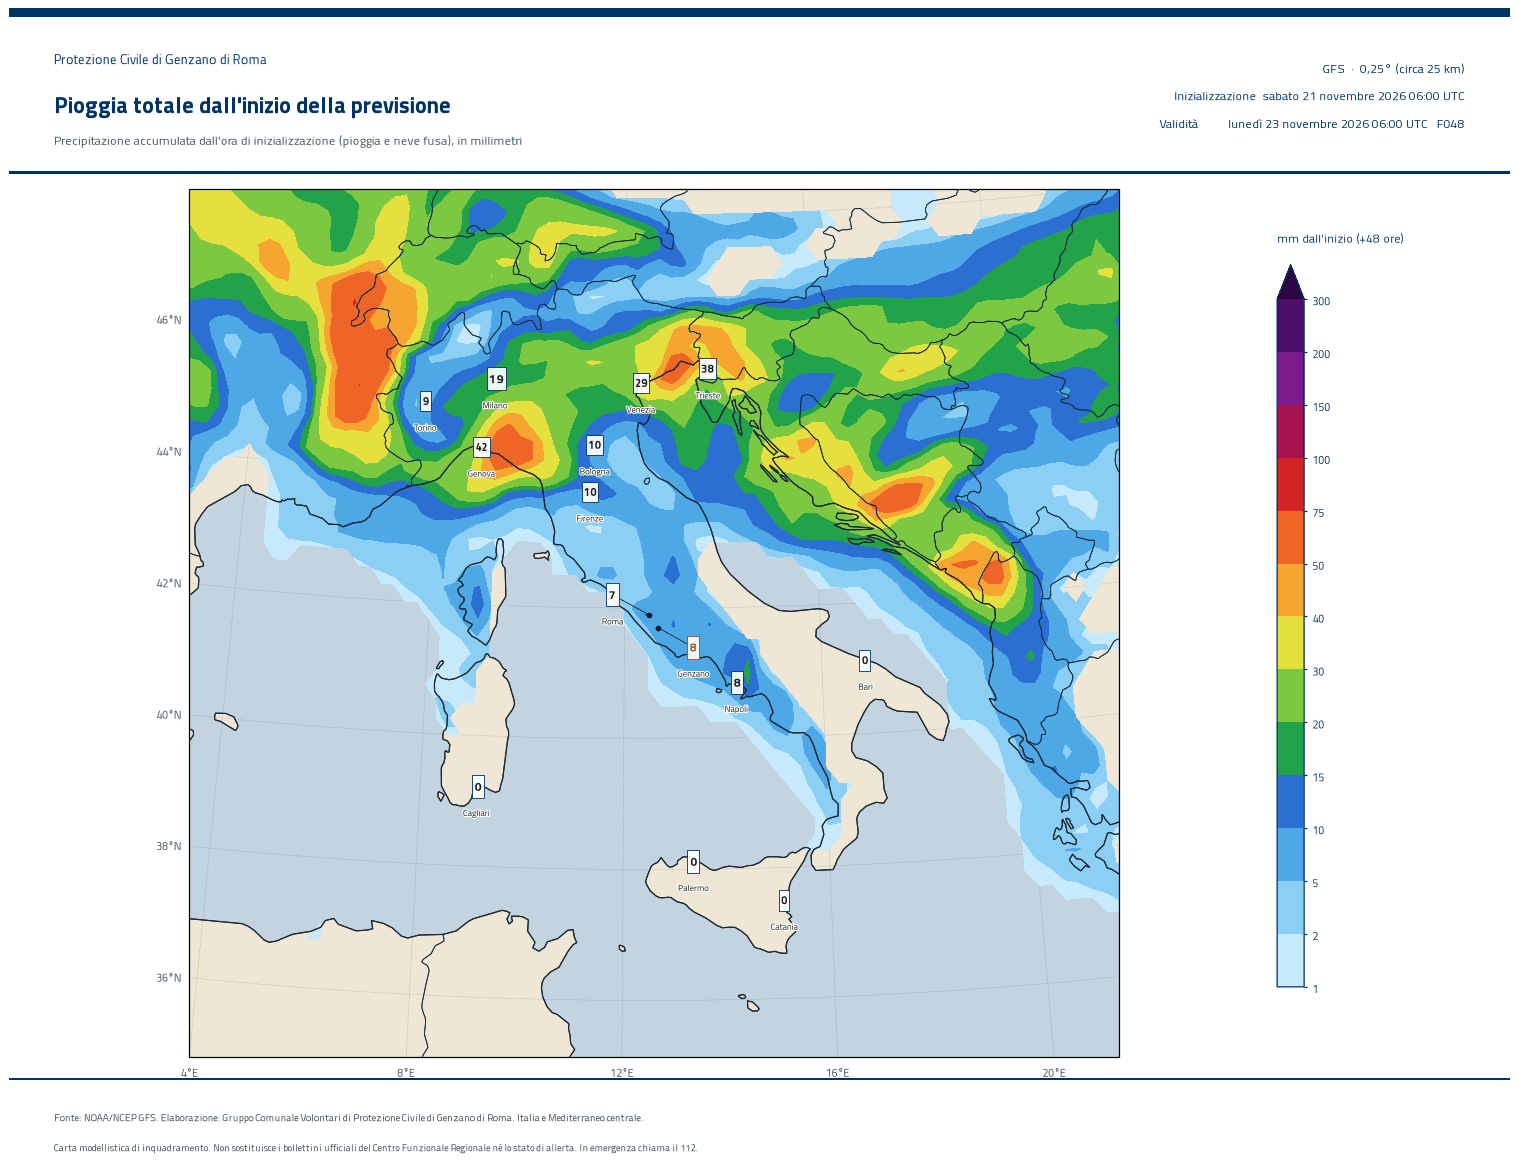 Protezione Civile di Genzano di Roma
Pioggia totale dall'inizio della previsione
Precipitazione accumulata dall'ora di inizializzazione (pioggia e neve fusa), in millimetri
GFS · 0,25° (circa 25 km)
Inizializzazione sabato 21 novembre 2026 06:00 UTC
Validità lunedì 23 novembre 2026 06:00 UTC F048
mm dall'inizio (+48 ore)
300
200
150
100
75
50
40
30
20
15
10
5
2
1
46°N
44°N
42°N
40°N
38°N
36°N
4°E
8°E
12°E
16°E
20°E
9
Torino
19
Milano
29
Venezia
38
Trieste
42
Genova
10
Bologna
10
Firenze
7
Roma
8
Genzano
8
Napoli
0
Bari
0
Cagliari
0
Palermo
0
Catania
Fonte: NOAA/NCEP GFS. Elaborazione: Gruppo Comunale Volontari di Protezione Civile di Genzano di Roma. Italia e Mediterraneo centrale.
Carta modellistica di inquadramento. Non sostituisce i bollettini ufficiali del Centro Funzionale Regionale né lo stato di allerta. In emergenza chiama il 112.